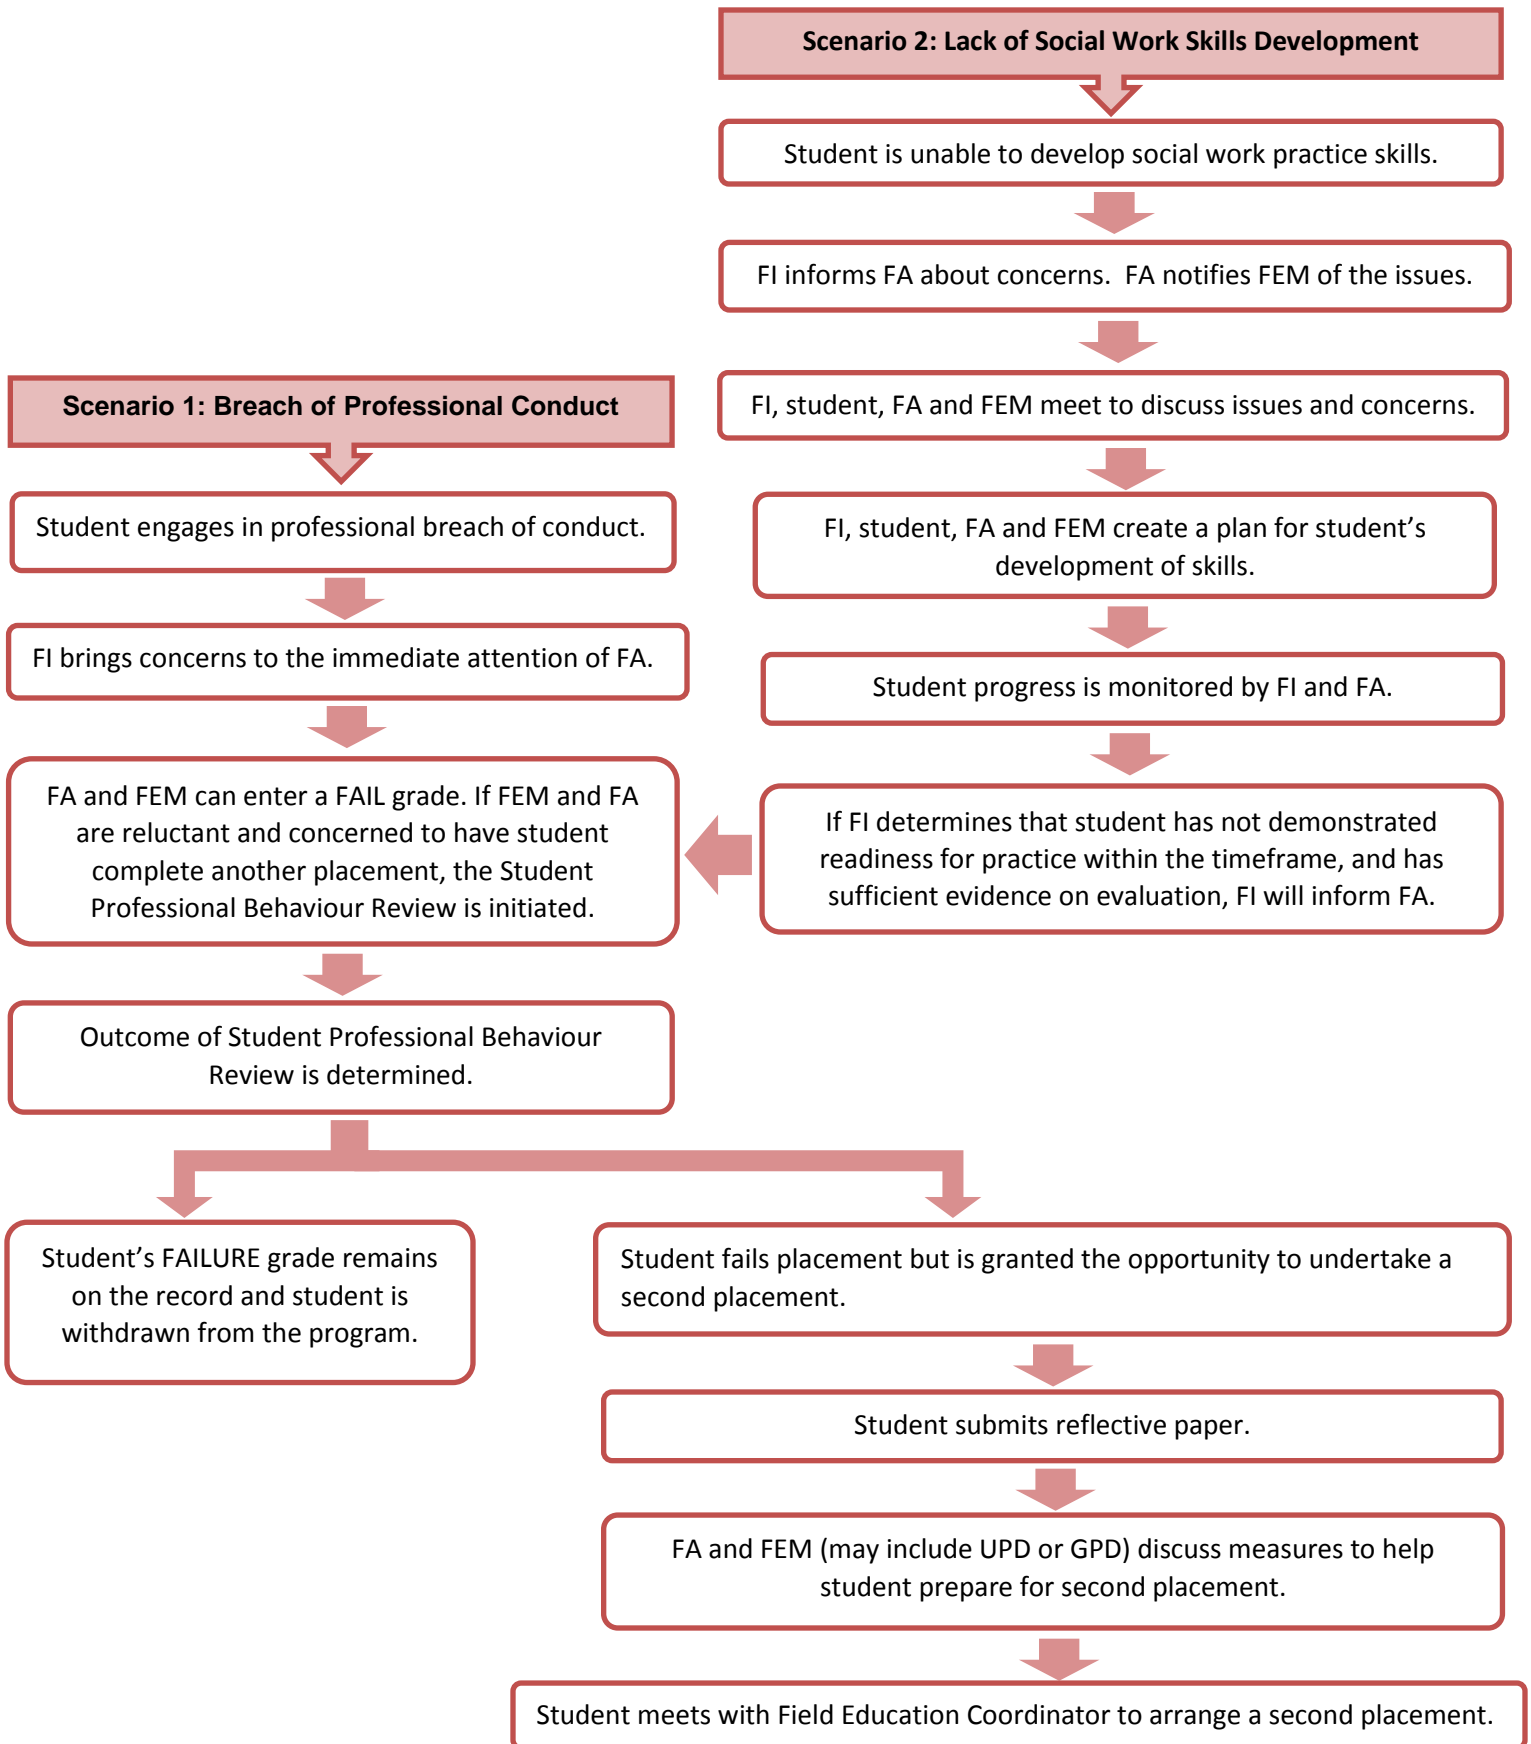 Scenario 2: Lack of Social Work Skills Development
Student is unable to develop social work practice skills.
FI informs FA about concerns.  FA notifies FEM of the issues.
FI, student, FA and FEM meet to discuss issues and concerns.
FI, student, FA and FEM create a plan for student’s
development of skills.
Student progress is monitored by FI and FA.
If FI determines that student has not demonstrated
readiness for practice within the timeframe, and has
sufficient evidence on evaluation, FI will inform FA.
Scenario 1: Breach of Professional Conduct
Student engages in professional breach of conduct.
FI brings concerns to the immediate attention of FA.
FA and FEM can enter a FAIL grade. If FEM and FA
are reluctant and concerned to have student
complete another placement, the Student
Professional Behaviour Review is initiated.
Outcome of Student Professional Behaviour
Review is determined.
Student’s FAILURE grade remains
on the record and student is
withdrawn from the program.
Student fails placement but is granted the opportunity to undertake a
second placement.
Student submits reflective paper.
FA and FEM (may include UPD or GPD) discuss measures to help
student prepare for second placement.
Student meets with Field Education Coordinator to arrange a second placement.